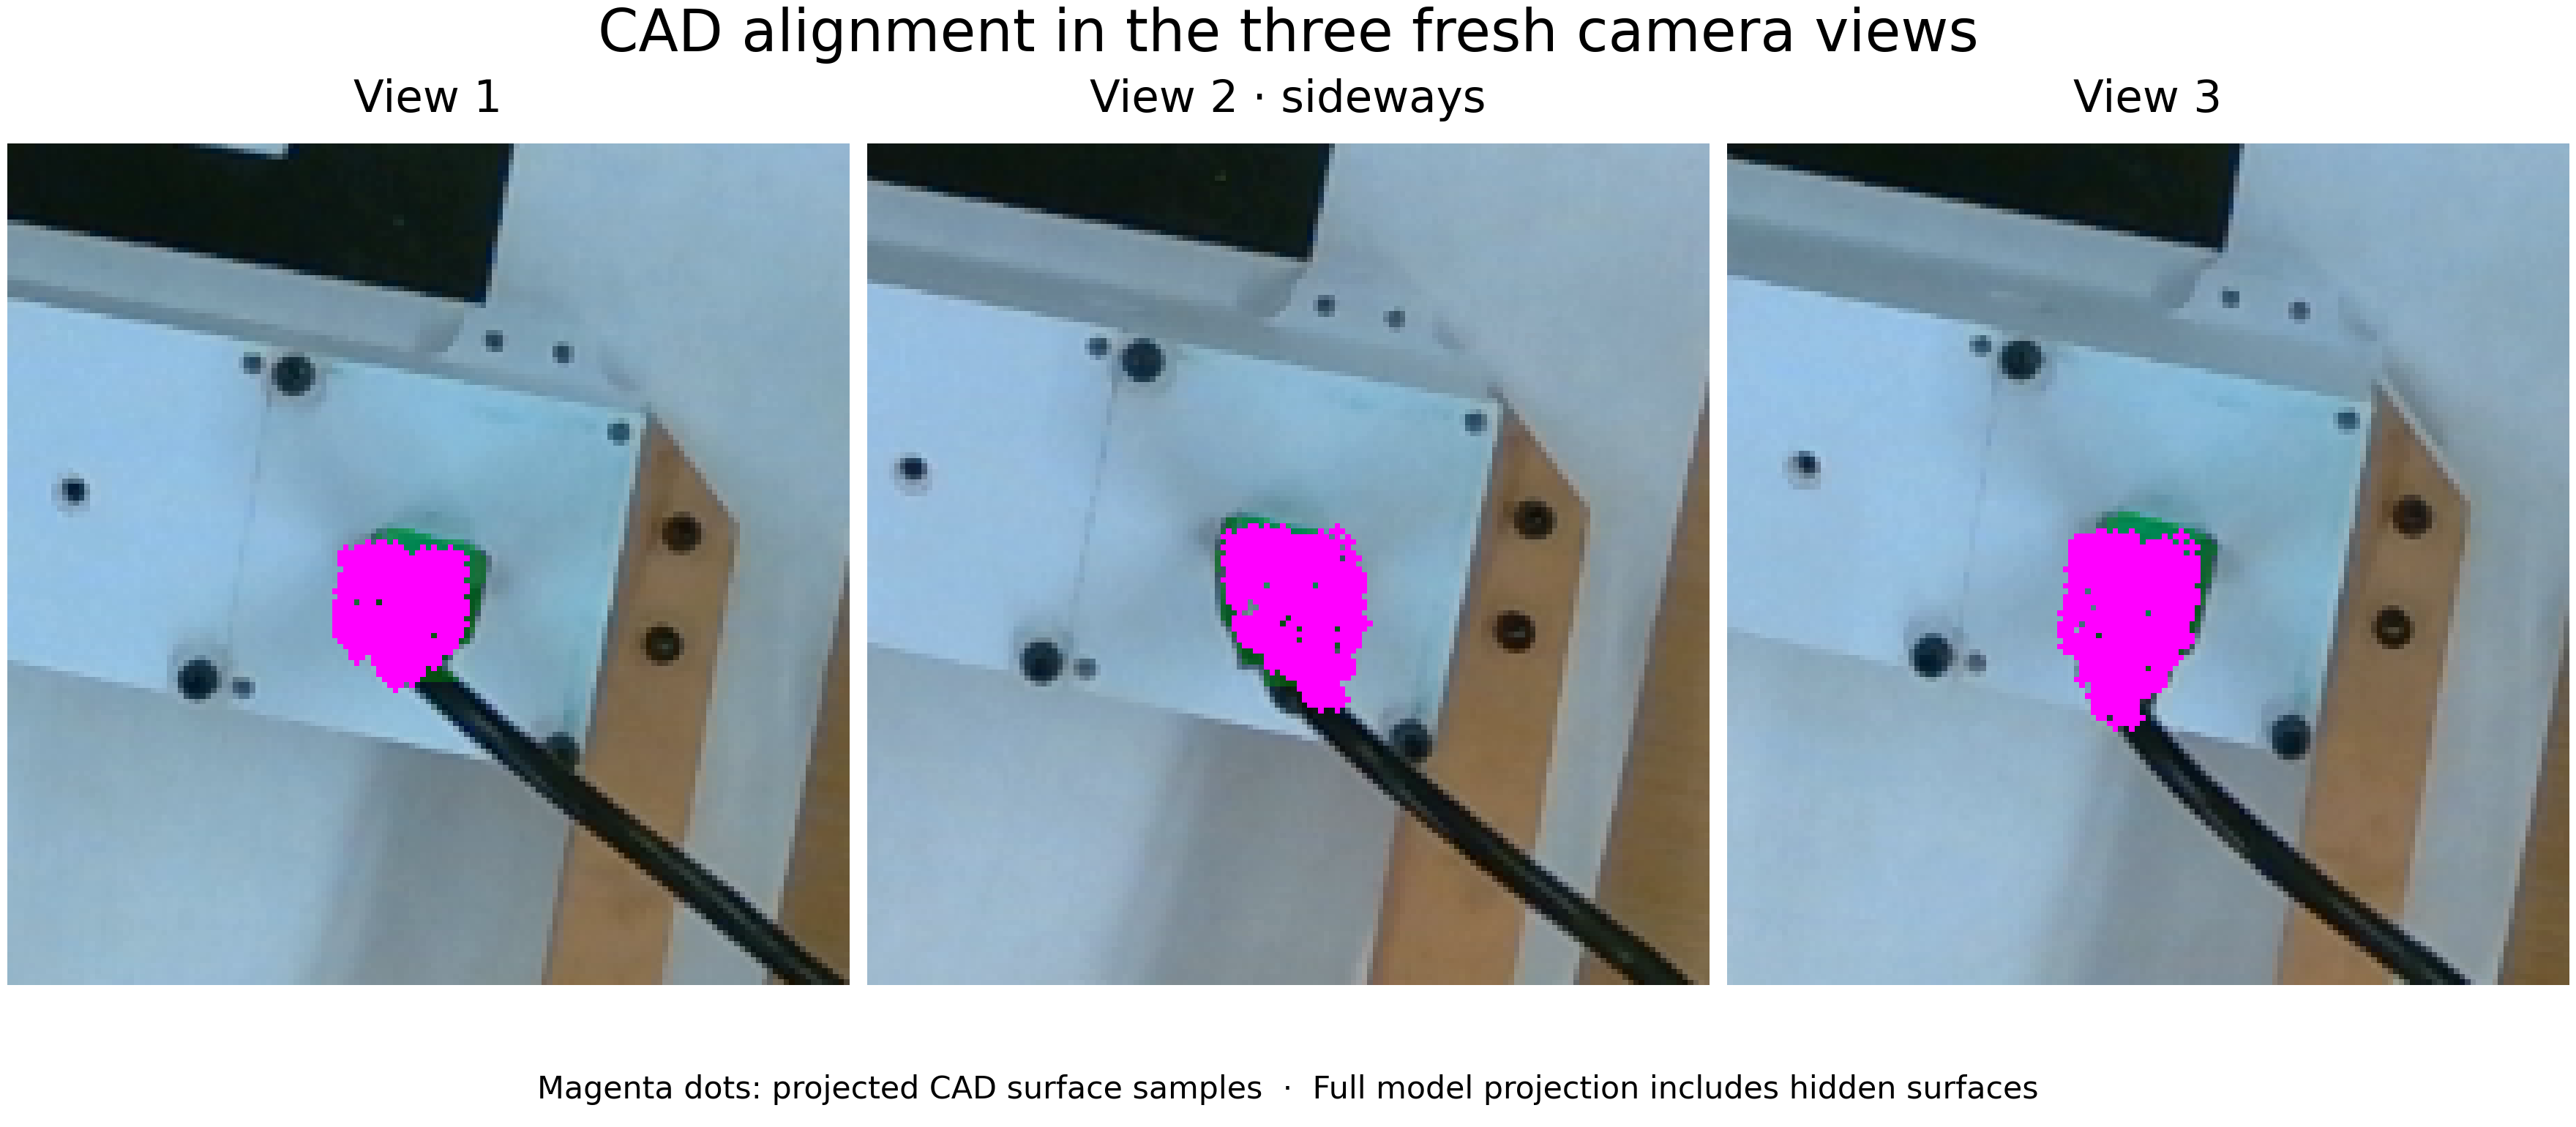 CAD alignment in the three fresh camera views
View 1
View 2 · sideways
View 3
Magenta dots: projected CAD surface samples · Full model projection includes hidden surfaces